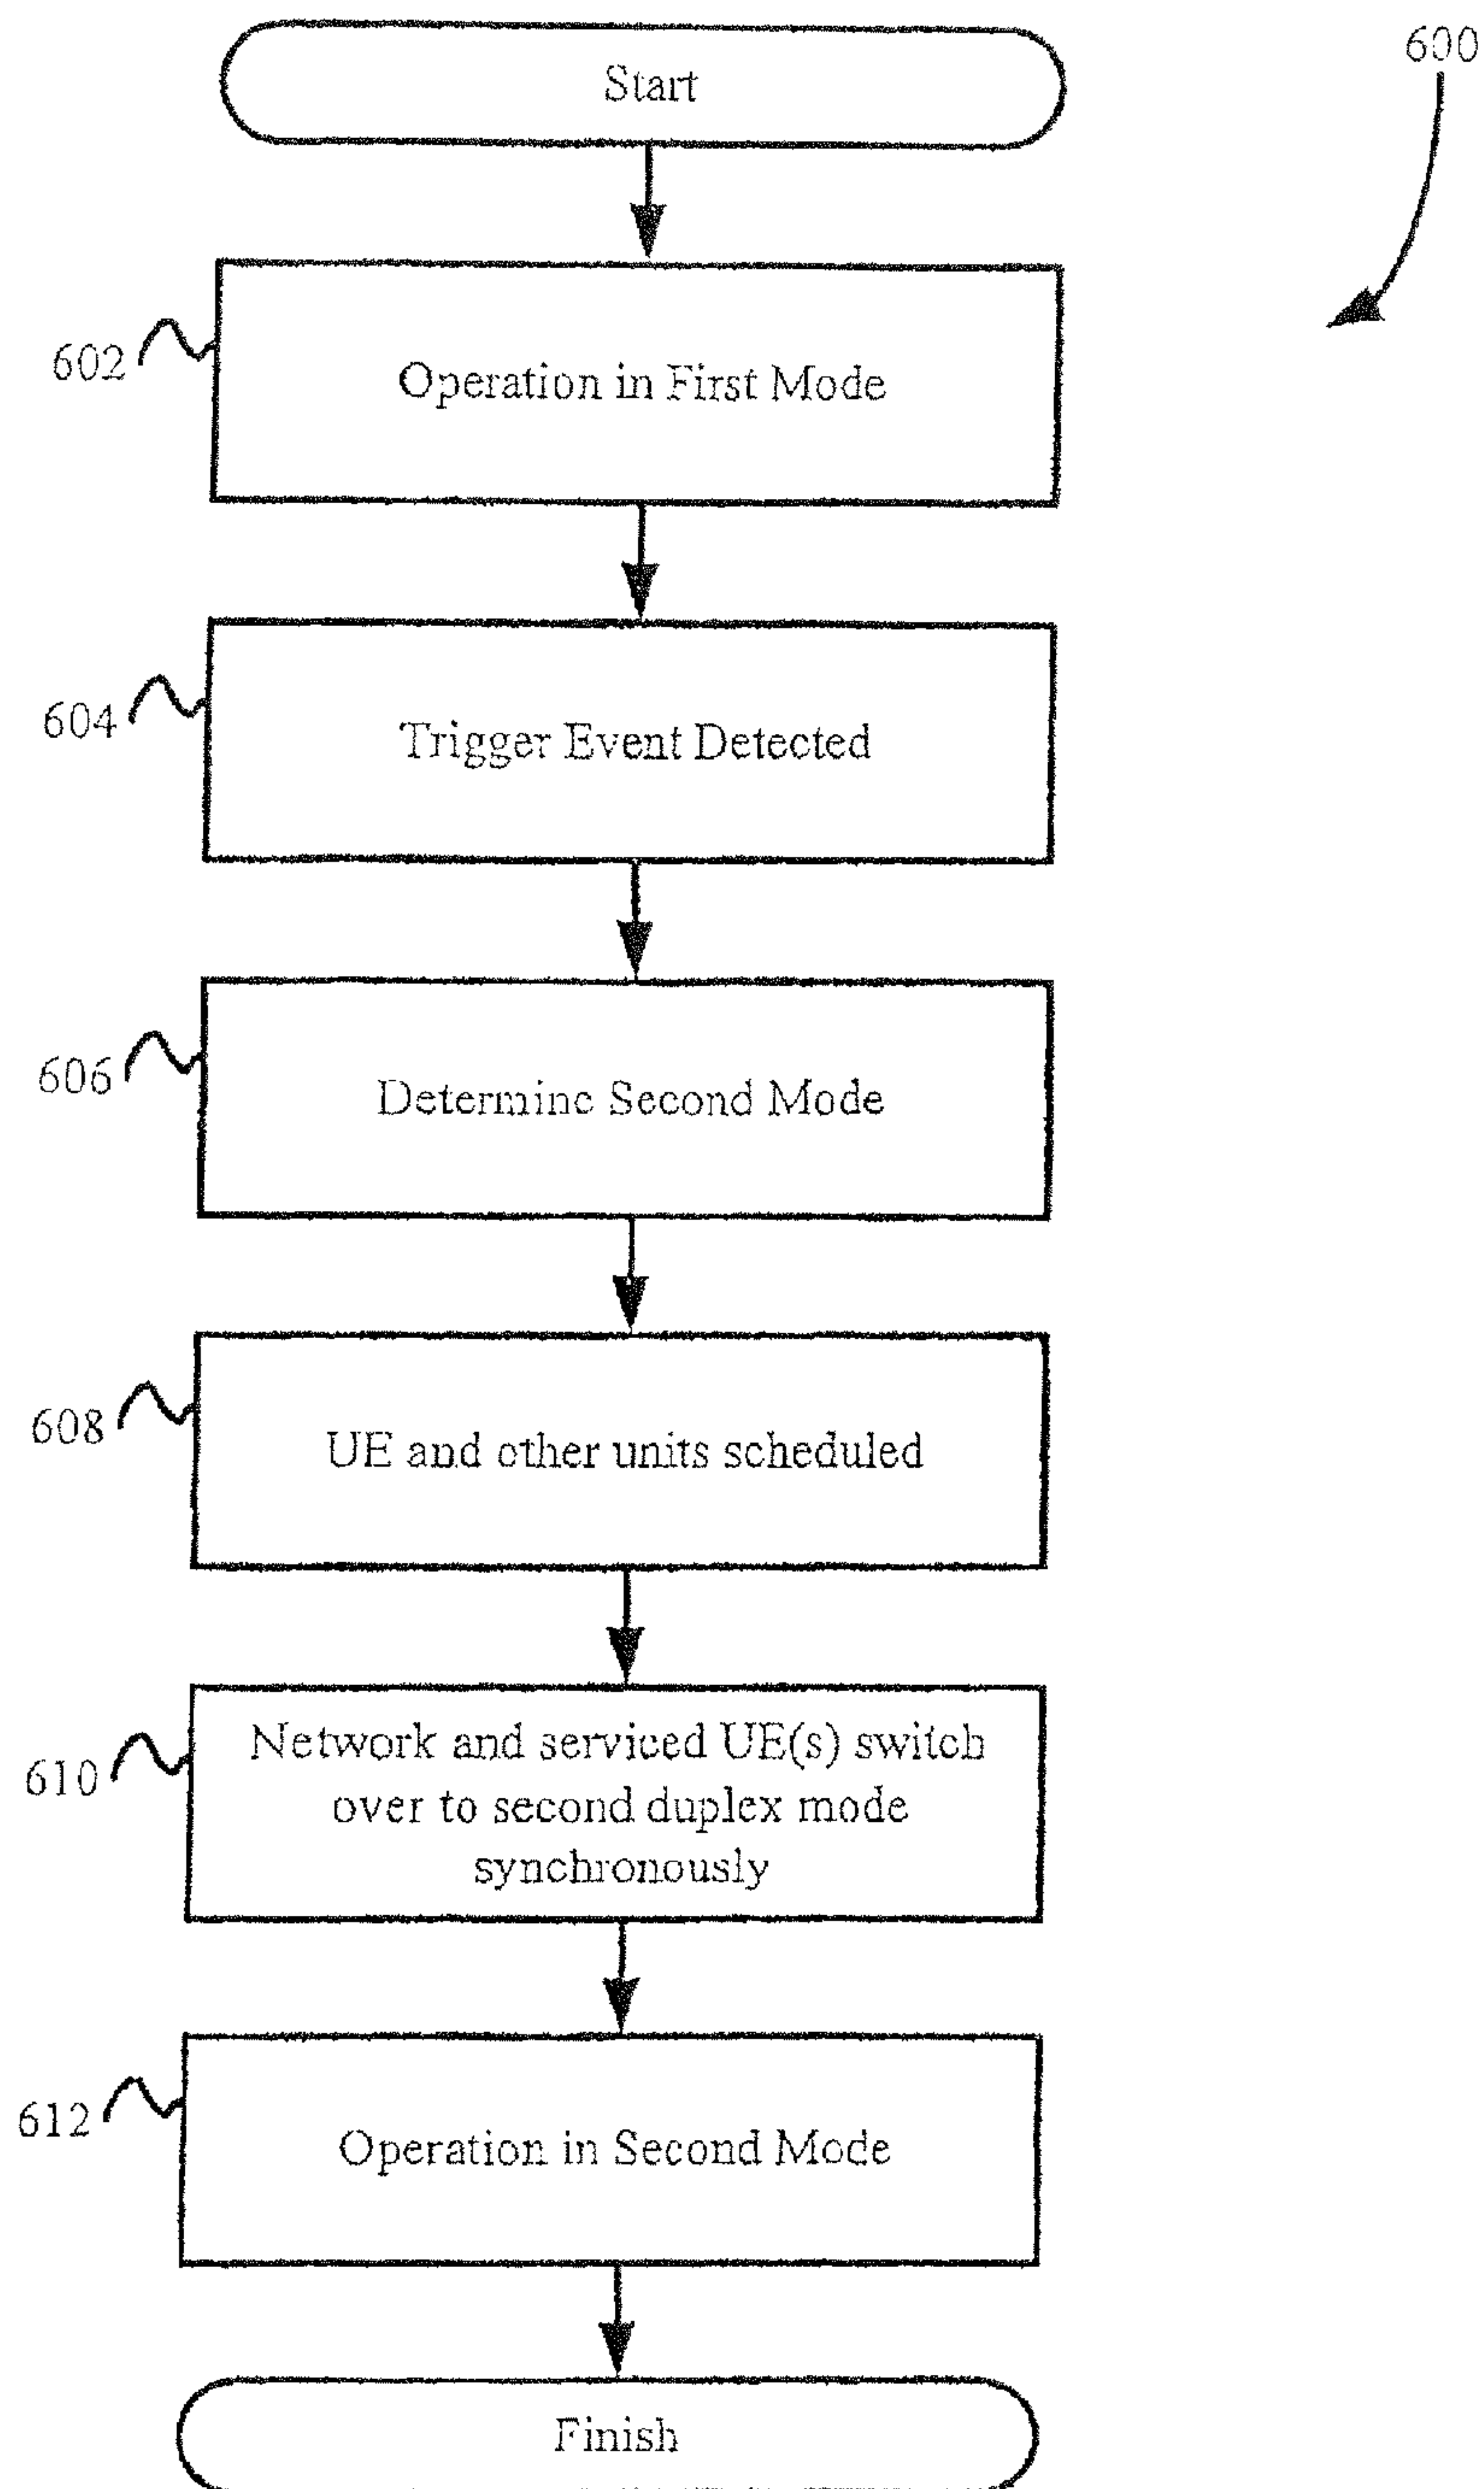 Start
600
602
Operation in First Mode
604
Trigger Event Detected
606
Determine Second Mode
608
UE and other units scheduled
610
Network and serviced UE(s) switch
over to second duplex mode
synchronously
612
Operation in Second Mode
Finish